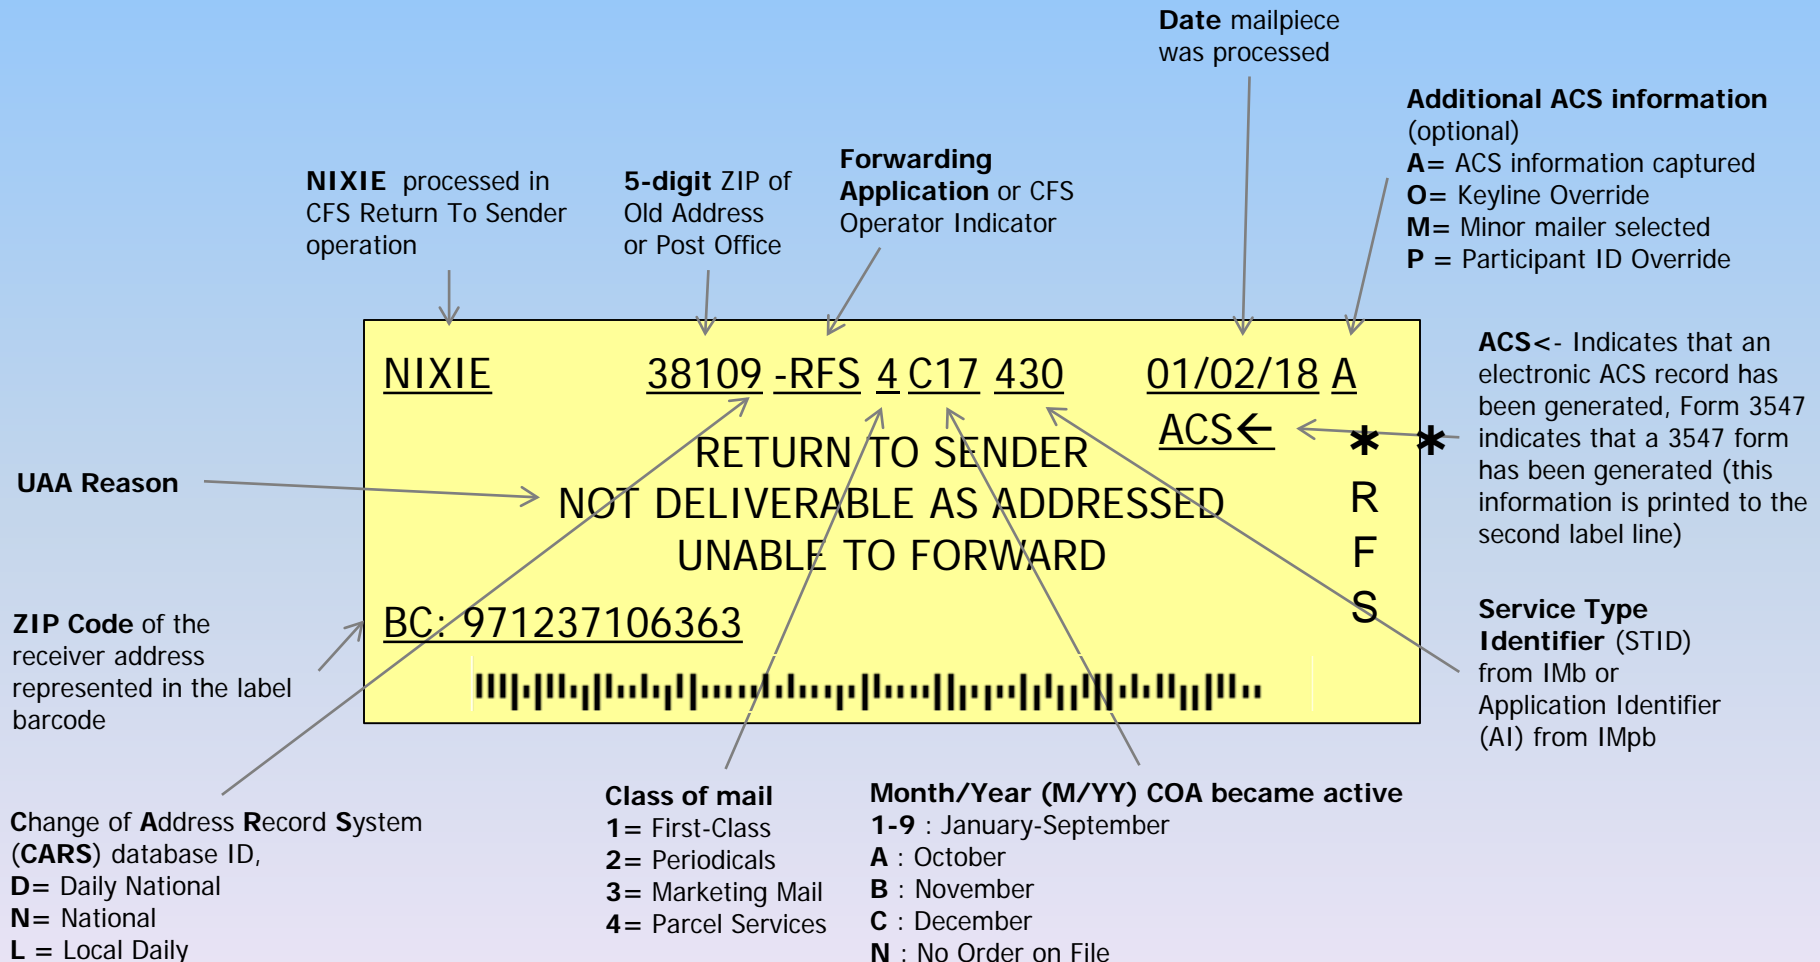 Date mailpiece
was processed
Additional ACS information
(optional)
A= ACS information captured
O= Keyline Override
M= Minor mailer selected
P = Participant ID Override
NIXIE processed in
CFS Return To Sender
operation
5-digit ZIP of
Old Address
or Post Office
Forwarding
Application or CFS
Operator Indicator
NIXIE 38109 -RFS 4 C17 430 01/02/18 A
ACS←
RETURN TO SENDER
NOT DELIVERABLE AS ADDRESSED
UNABLE TO FORWARD
BC: 971237106363
* *
R
F
S
ACS<- Indicates that an
electronic ACS record has
been generated, Form 3547
indicates that a 3547 form
has been generated (this
information is printed to the
second label line)
UAA Reason
ZIP Code of the
receiver address
represented in the label
barcode
Service Type
Identifier (STID)
from IMb or
Application Identifier
(AI) from IMpb
Change of Address Record System
(CARS) database ID,
D= Daily National
N= National
L = Local Daily
Class of mail
1= First-Class
2= Periodicals
3= Marketing Mail
4= Parcel Services
Month/Year (M/YY) COA became active
1-9 : January-September
A : October
B : November
C : December
N : No Order on File